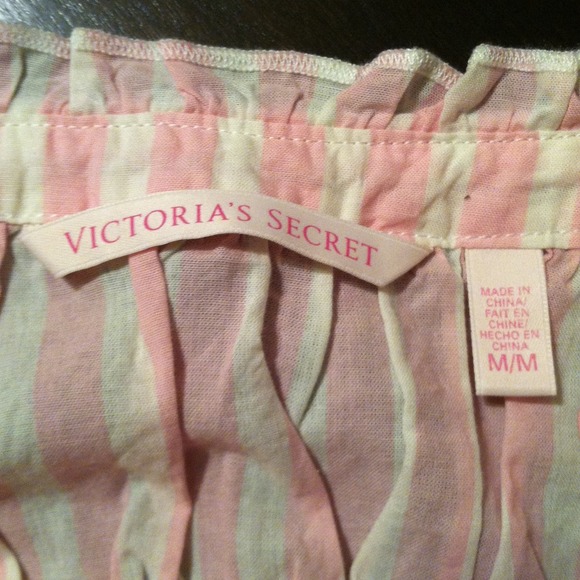 VICTORIA'S SECRET
MADE IN
CHINA/
FAIT EN
CHINE/
HECHO EN
CHINA
M/M